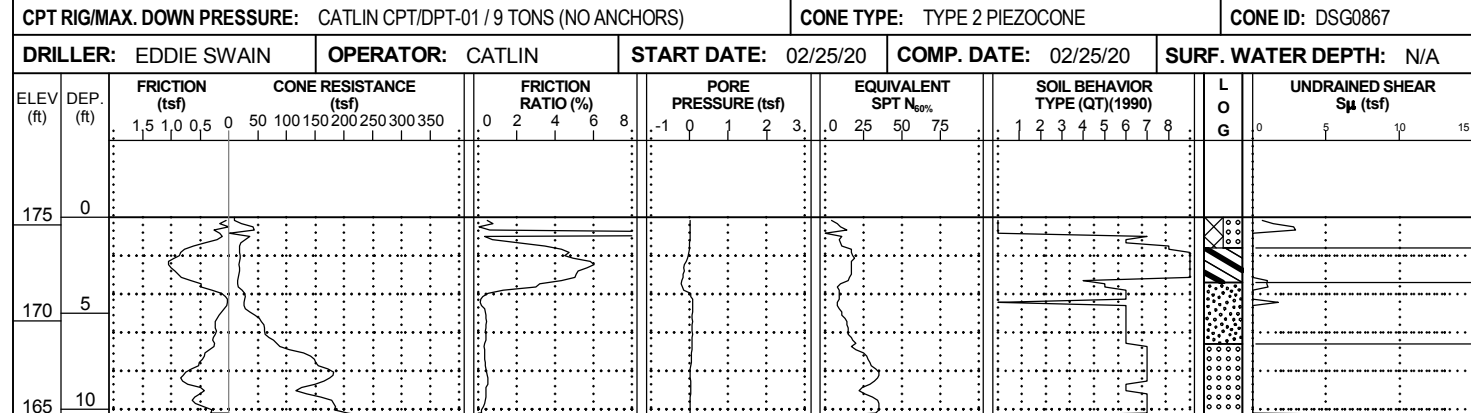 CPT RIG/MAX. DOWN PRESSURE: CATLIN CPT/DPT-01 / 9 TONS (NO ANCHORS) CONE TYPE: TYPE 2 PIEZOCONE CONE ID: DSG0867
DRILLER: EDDIE SWAIN OPERATOR: CATLIN START DATE: 02/25/20 COMP. DATE: 02/25/20 SURF. WATER DEPTH: N/A
ELEV (ft)
DEP. (ft)
FRICTION (tsf)
1,5 1,0 0,5 0
CONE RESISTANCE (tsf)
50 100 150 200 250 300 350
FRICTION RATIO (%)
0 2 4 6 8
PORE PRESSURE (tsf)
-1 0 1 2 3
EQUIVALENT SPT N60%
0 25 50 75
SOIL BEHAVIOR TYPE (QT)(1990)
1 2 3 4 5 6 7 8
L
O
G
UNDRAINED SHEAR
Sμ (tsf)
0 5 10 15
175 0
170 5
165 10